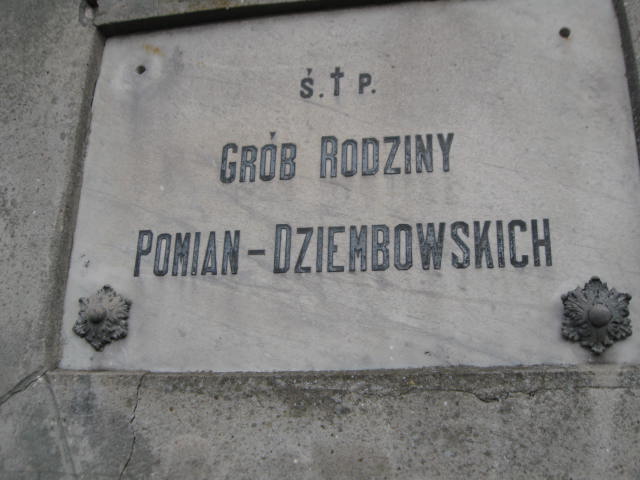 Ś.†P.
GRÓB RODZINY
POMIAN-DZIEMBOWSKICH